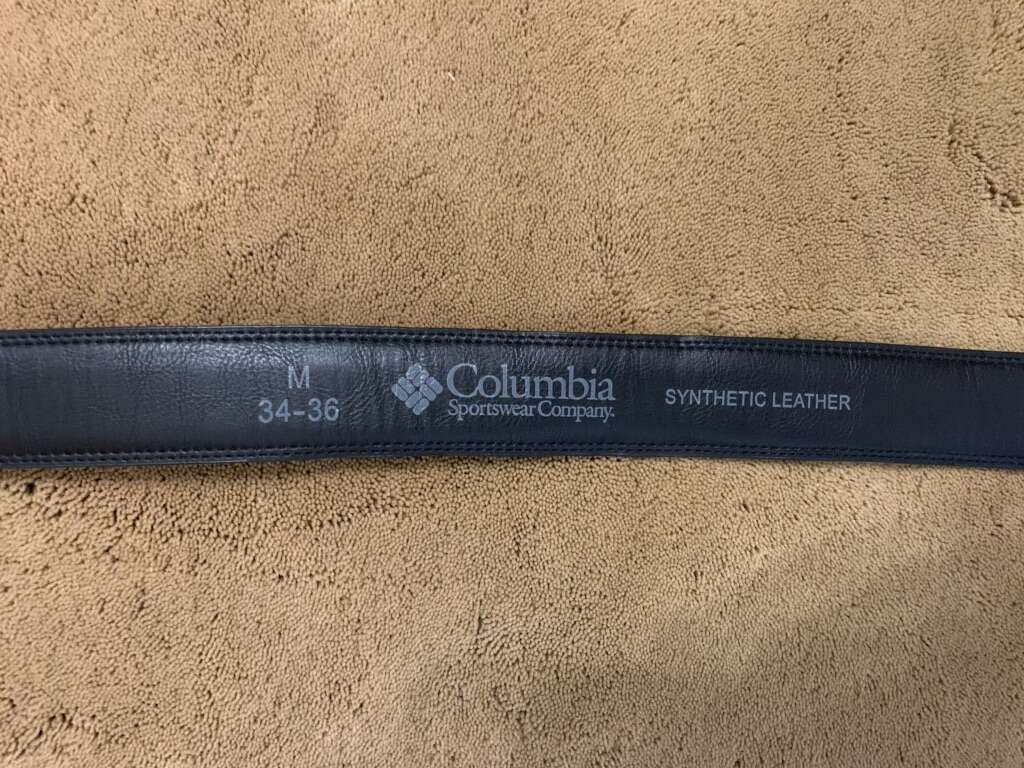 M
34-36
Columbia
Sportswear Company.
SYNTHETIC LEATHER